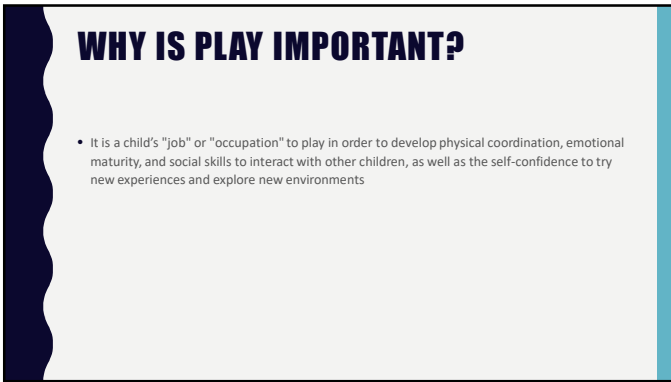 WHY IS PLAY IMPORTANT?
• It is a child’s "job" or "occupation" to play in order to develop physical coordination, emotional
maturity, and social skills to interact with other children, as well as the self-confidence to try
new experiences and explore new environments